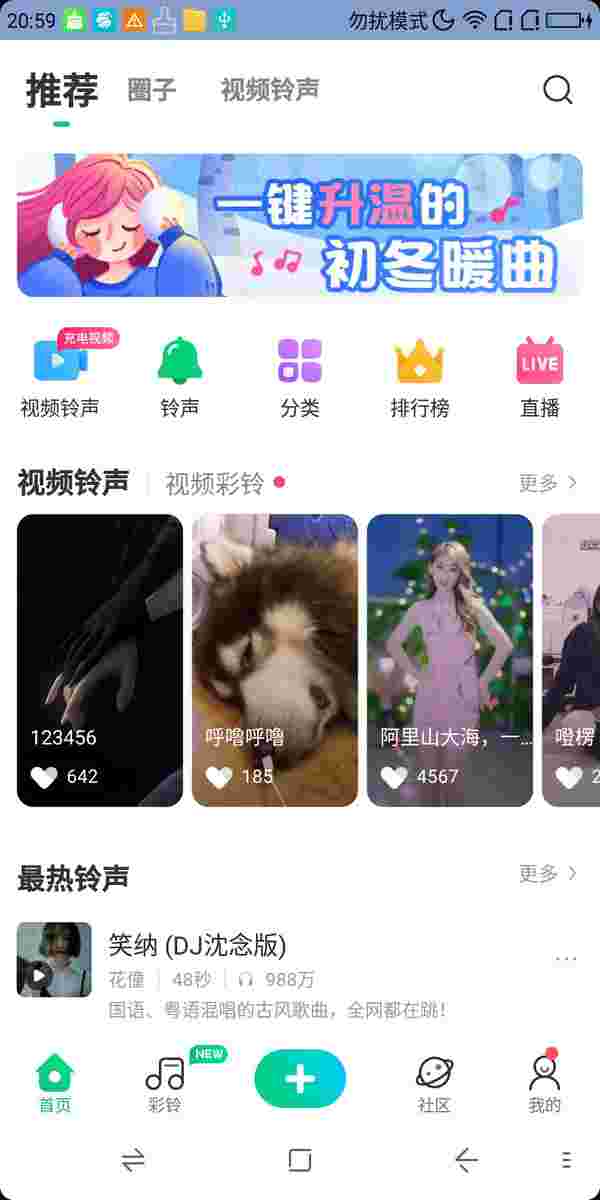 20:59 勿扰模式
推荐 圈子 视频铃声
一键升温的
初冬暖曲
充电视频
LIVE
视频铃声 铃声 分类 排行榜 直播
视频铃声 视频彩铃 更多
123456 呼噜呼噜 阿里山大海，一... 噔楞
642 185 4567 2
最热铃声 更多
笑纳 (DJ沈念版)
花僮 48秒 988万
国语、粤语混唱的古风歌曲，全网都在跳！
NEW
首页 彩铃 社区 我的